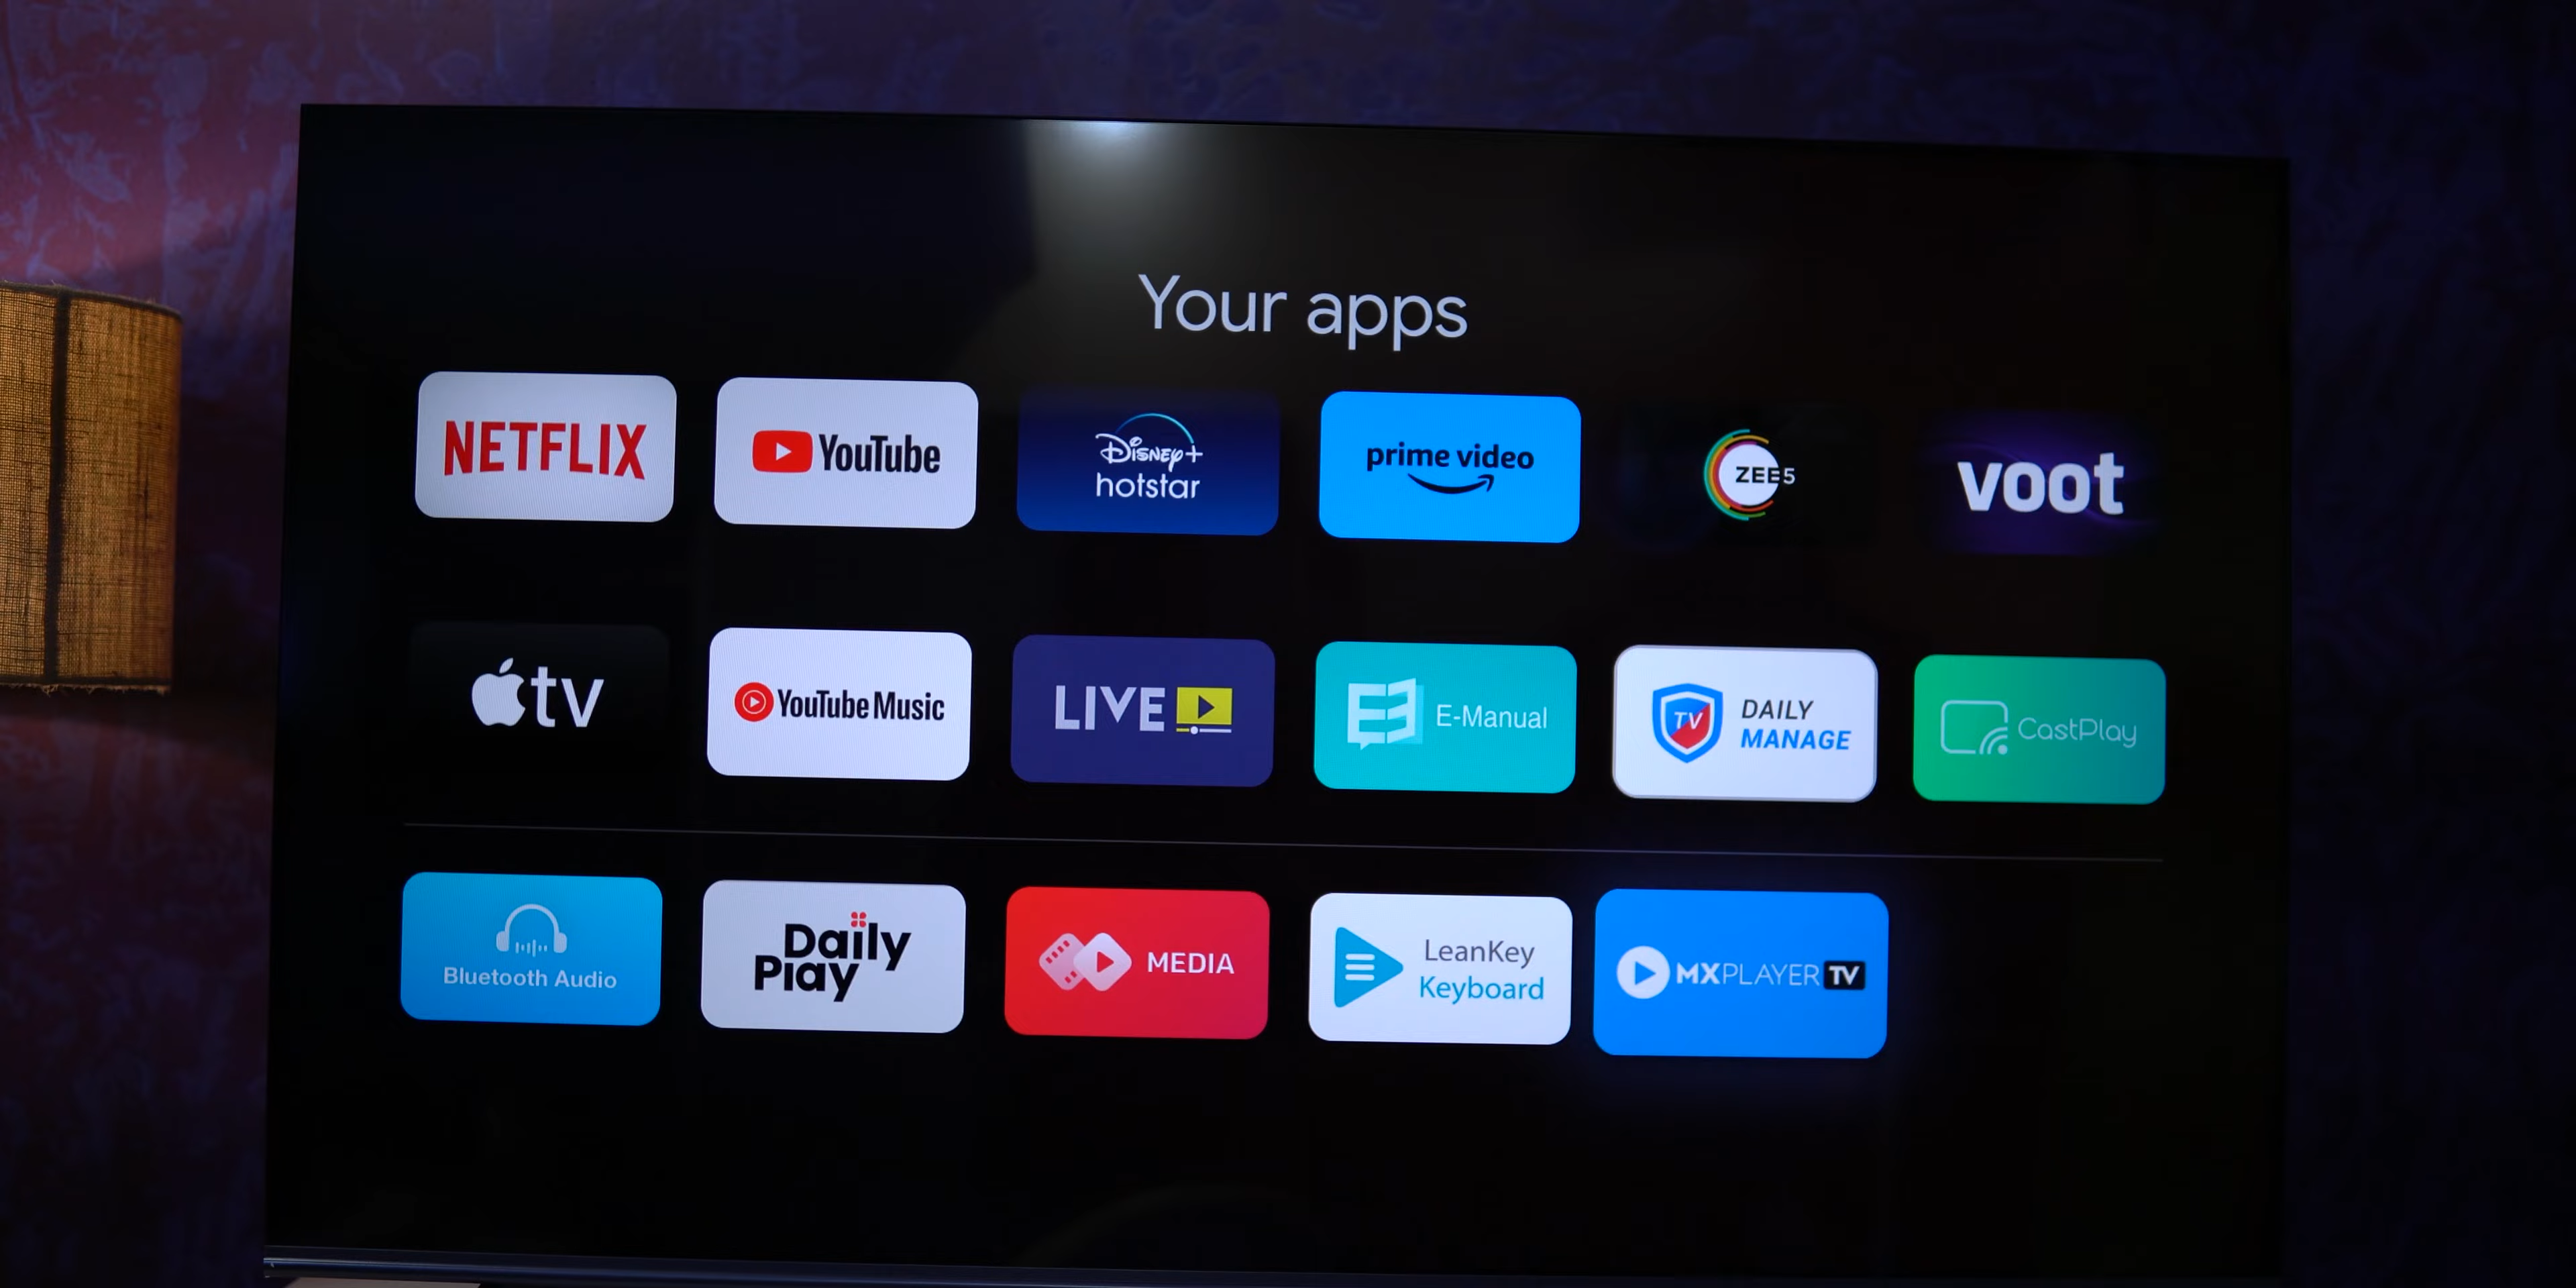 Your apps
NETFLIX
YouTube
Disney+
hotstar
prime video
ZEE5
voot
tv
YouTube Music
LIVE
E-Manual
TV
DAILY
MANAGE
CastPlay
Bluetooth Audio
Daily
Play
MEDIA
LeanKey
Keyboard
MXPLAYER TV